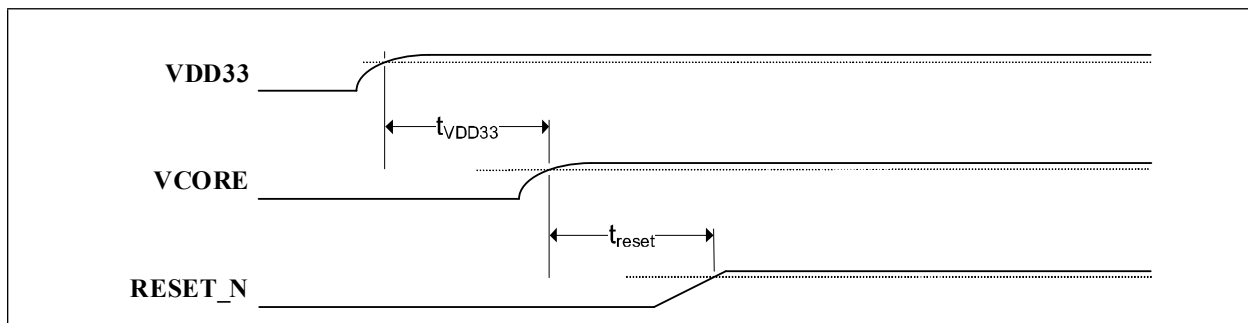 VDD33
tVDD33
VCORE
treset
RESET_N